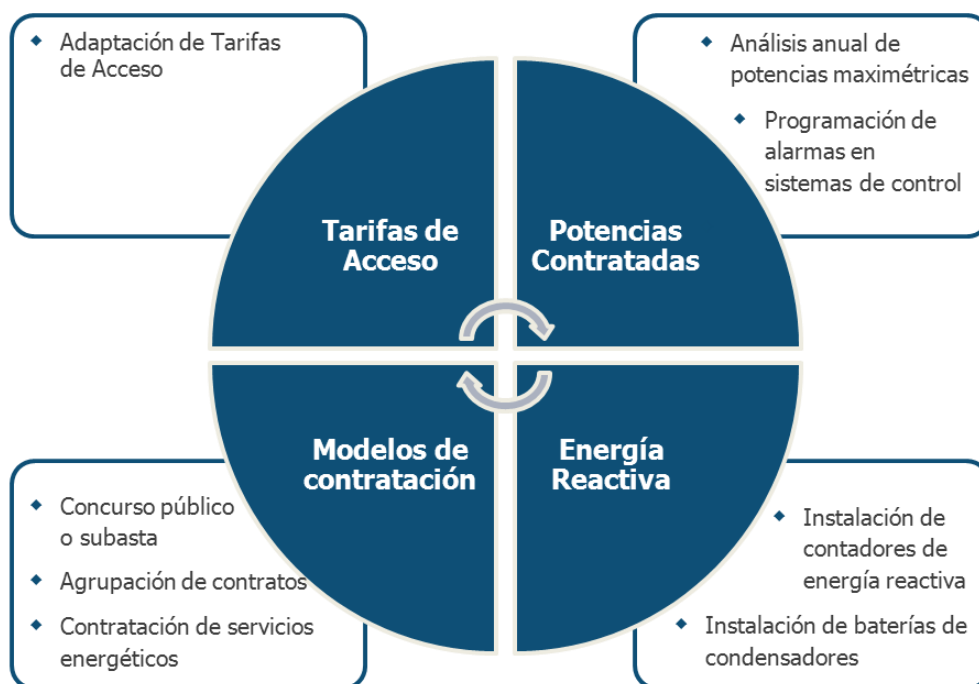 Adaptación de Tarifas
de Acceso
Análisis anual de
potencias maximétricas
Programación de
alarmas en
sistemas de control
Tarifas de
Acceso
Potencias
Contratadas
Modelos de
contratación
Energía
Reactiva
Concurso público
o subasta
Agrupación de contratos
Contratación de servicios
energéticos
Instalación de
contadores de
energía reactiva
Instalación de baterías de
condensadores